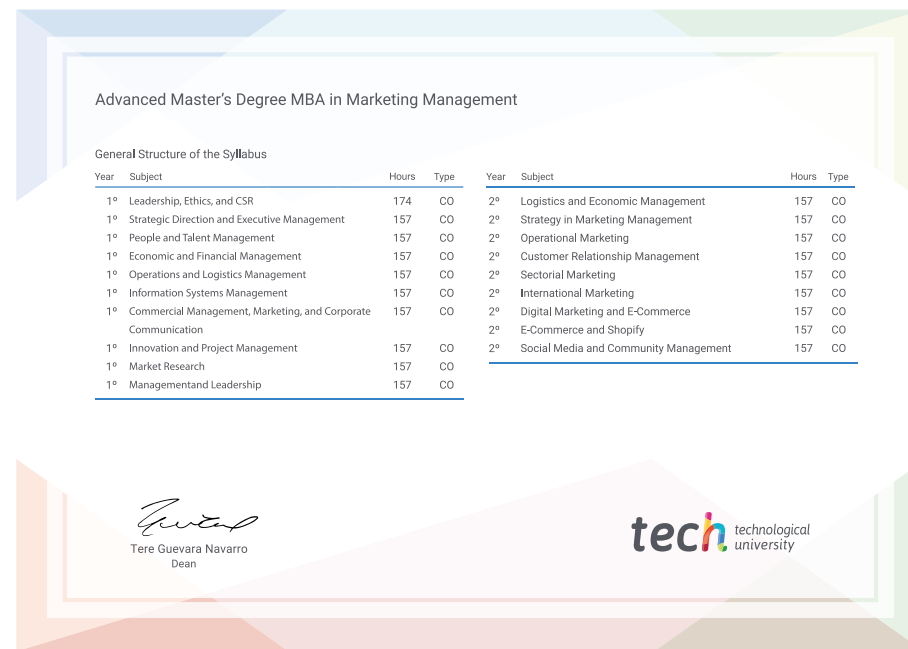 Advanced Master's Degree MBA in Marketing Management
General Structure of the Syllabus
Year Subject Hours Type
1º Leadership, Ethics, and CSR 174 CO
1º Strategic Direction and Executive Management 157 CO
1º People and Talent Management 157 CO
1º Economic and Financial Management 157 CO
1º Operations and Logistics Management 157 CO
1º Information Systems Management 157 CO
1º Commercial Management, Marketing, and Corporate 157 CO
Communication
1º Innovation and Project Management 157 CO
1º Market Research 157 CO
1º Managementand Leadership 157 CO
Year Subject Hours Type
2º Logistics and Economic Management 157 CO
2º Strategy in Marketing Management 157 CO
2º Operational Marketing 157 CO
2º Customer Relationship Management 157 CO
2º Sectorial Marketing 157 CO
2º International Marketing 157 CO
2º Digital Marketing and E-Commerce 157 CO
2º E-Commerce and Shopify 157 CO
2º Social Media and Community Management 157 CO
Tere Guevara Navarro
Dean
tech technological
university